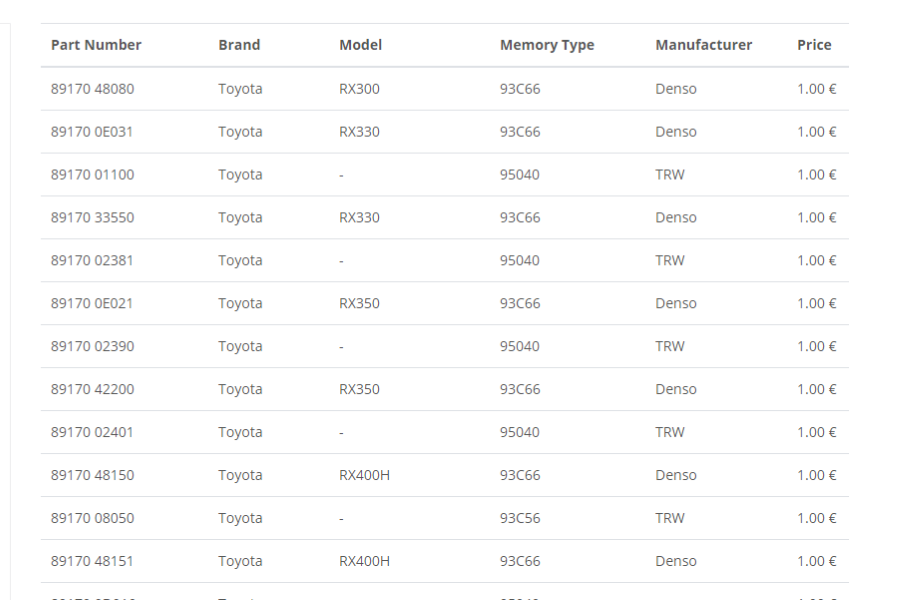 Part Number Brand Model Memory Type Manufacturer Price
89170 48080 Toyota RX300 93C66 Denso 1.00 €
89170 0E031 Toyota RX330 93C66 Denso 1.00 €
89170 01100 Toyota - 95040 TRW 1.00 €
89170 33550 Toyota RX330 93C66 Denso 1.00 €
89170 02381 Toyota - 95040 TRW 1.00 €
89170 0E021 Toyota RX350 93C66 Denso 1.00 €
89170 02390 Toyota - 95040 TRW 1.00 €
89170 42200 Toyota RX350 93C66 Denso 1.00 €
89170 02401 Toyota - 95040 TRW 1.00 €
89170 48150 Toyota RX400H 93C66 Denso 1.00 €
89170 08050 Toyota - 93C56 TRW 1.00 €
89170 48151 Toyota RX400H 93C66 Denso 1.00 €